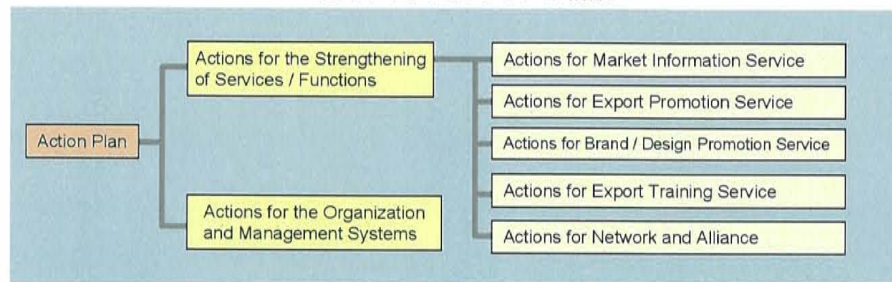 Action Plan
Actions for the Strengthening
of Services / Functions
Actions for the Organization
and Management Systems
Actions for Market Information Service
Actions for Export Promotion Service
Actions for Brand / Design Promotion Service
Actions for Export Training Service
Actions for Network and Alliance